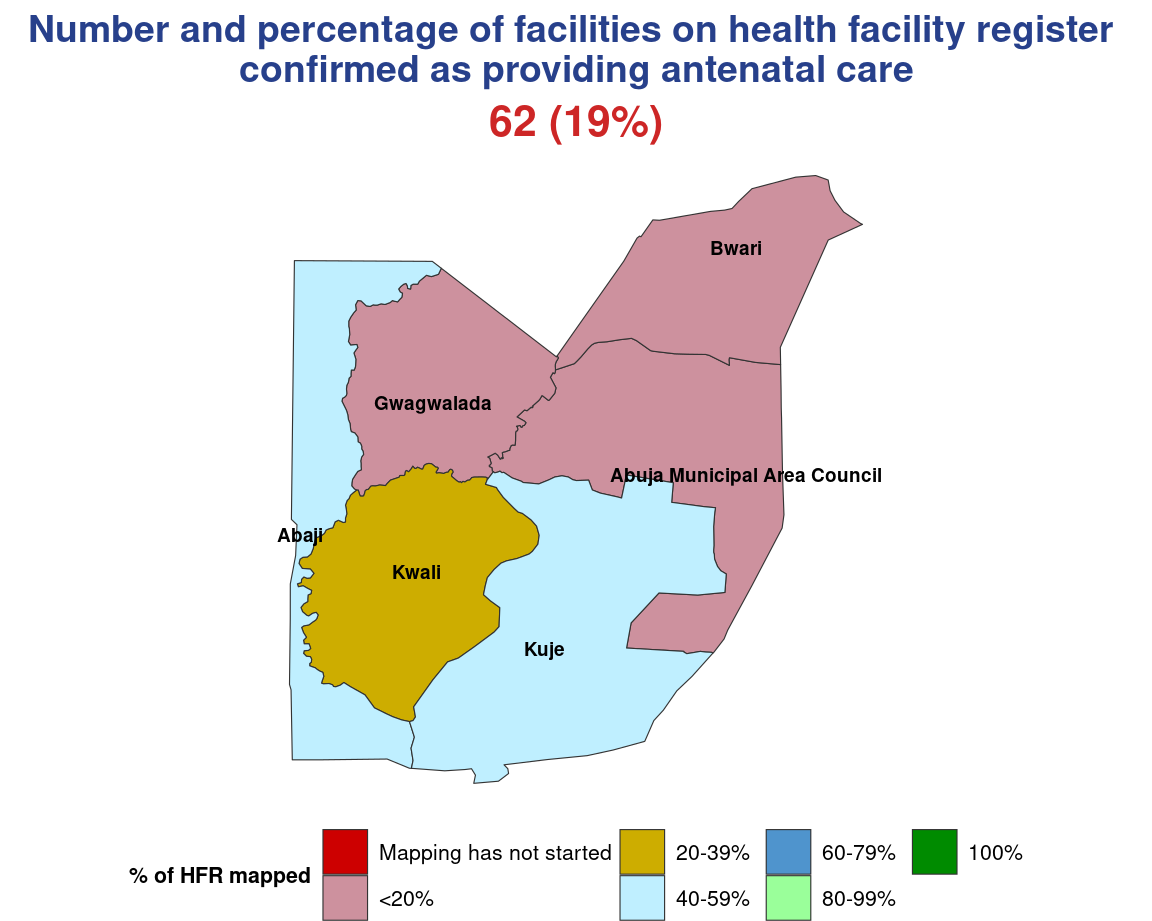 Number and percentage of facilities on health facility register
confirmed as providing antenatal care
62 (19%)
Bwari
Gwagwalada
Abuja Municipal Area Council
Abaji
Kwali
Kuje
% of HFR mapped
Mapping has not started
<20%
20-39%
40-59%
60-79%
80-99%
100%